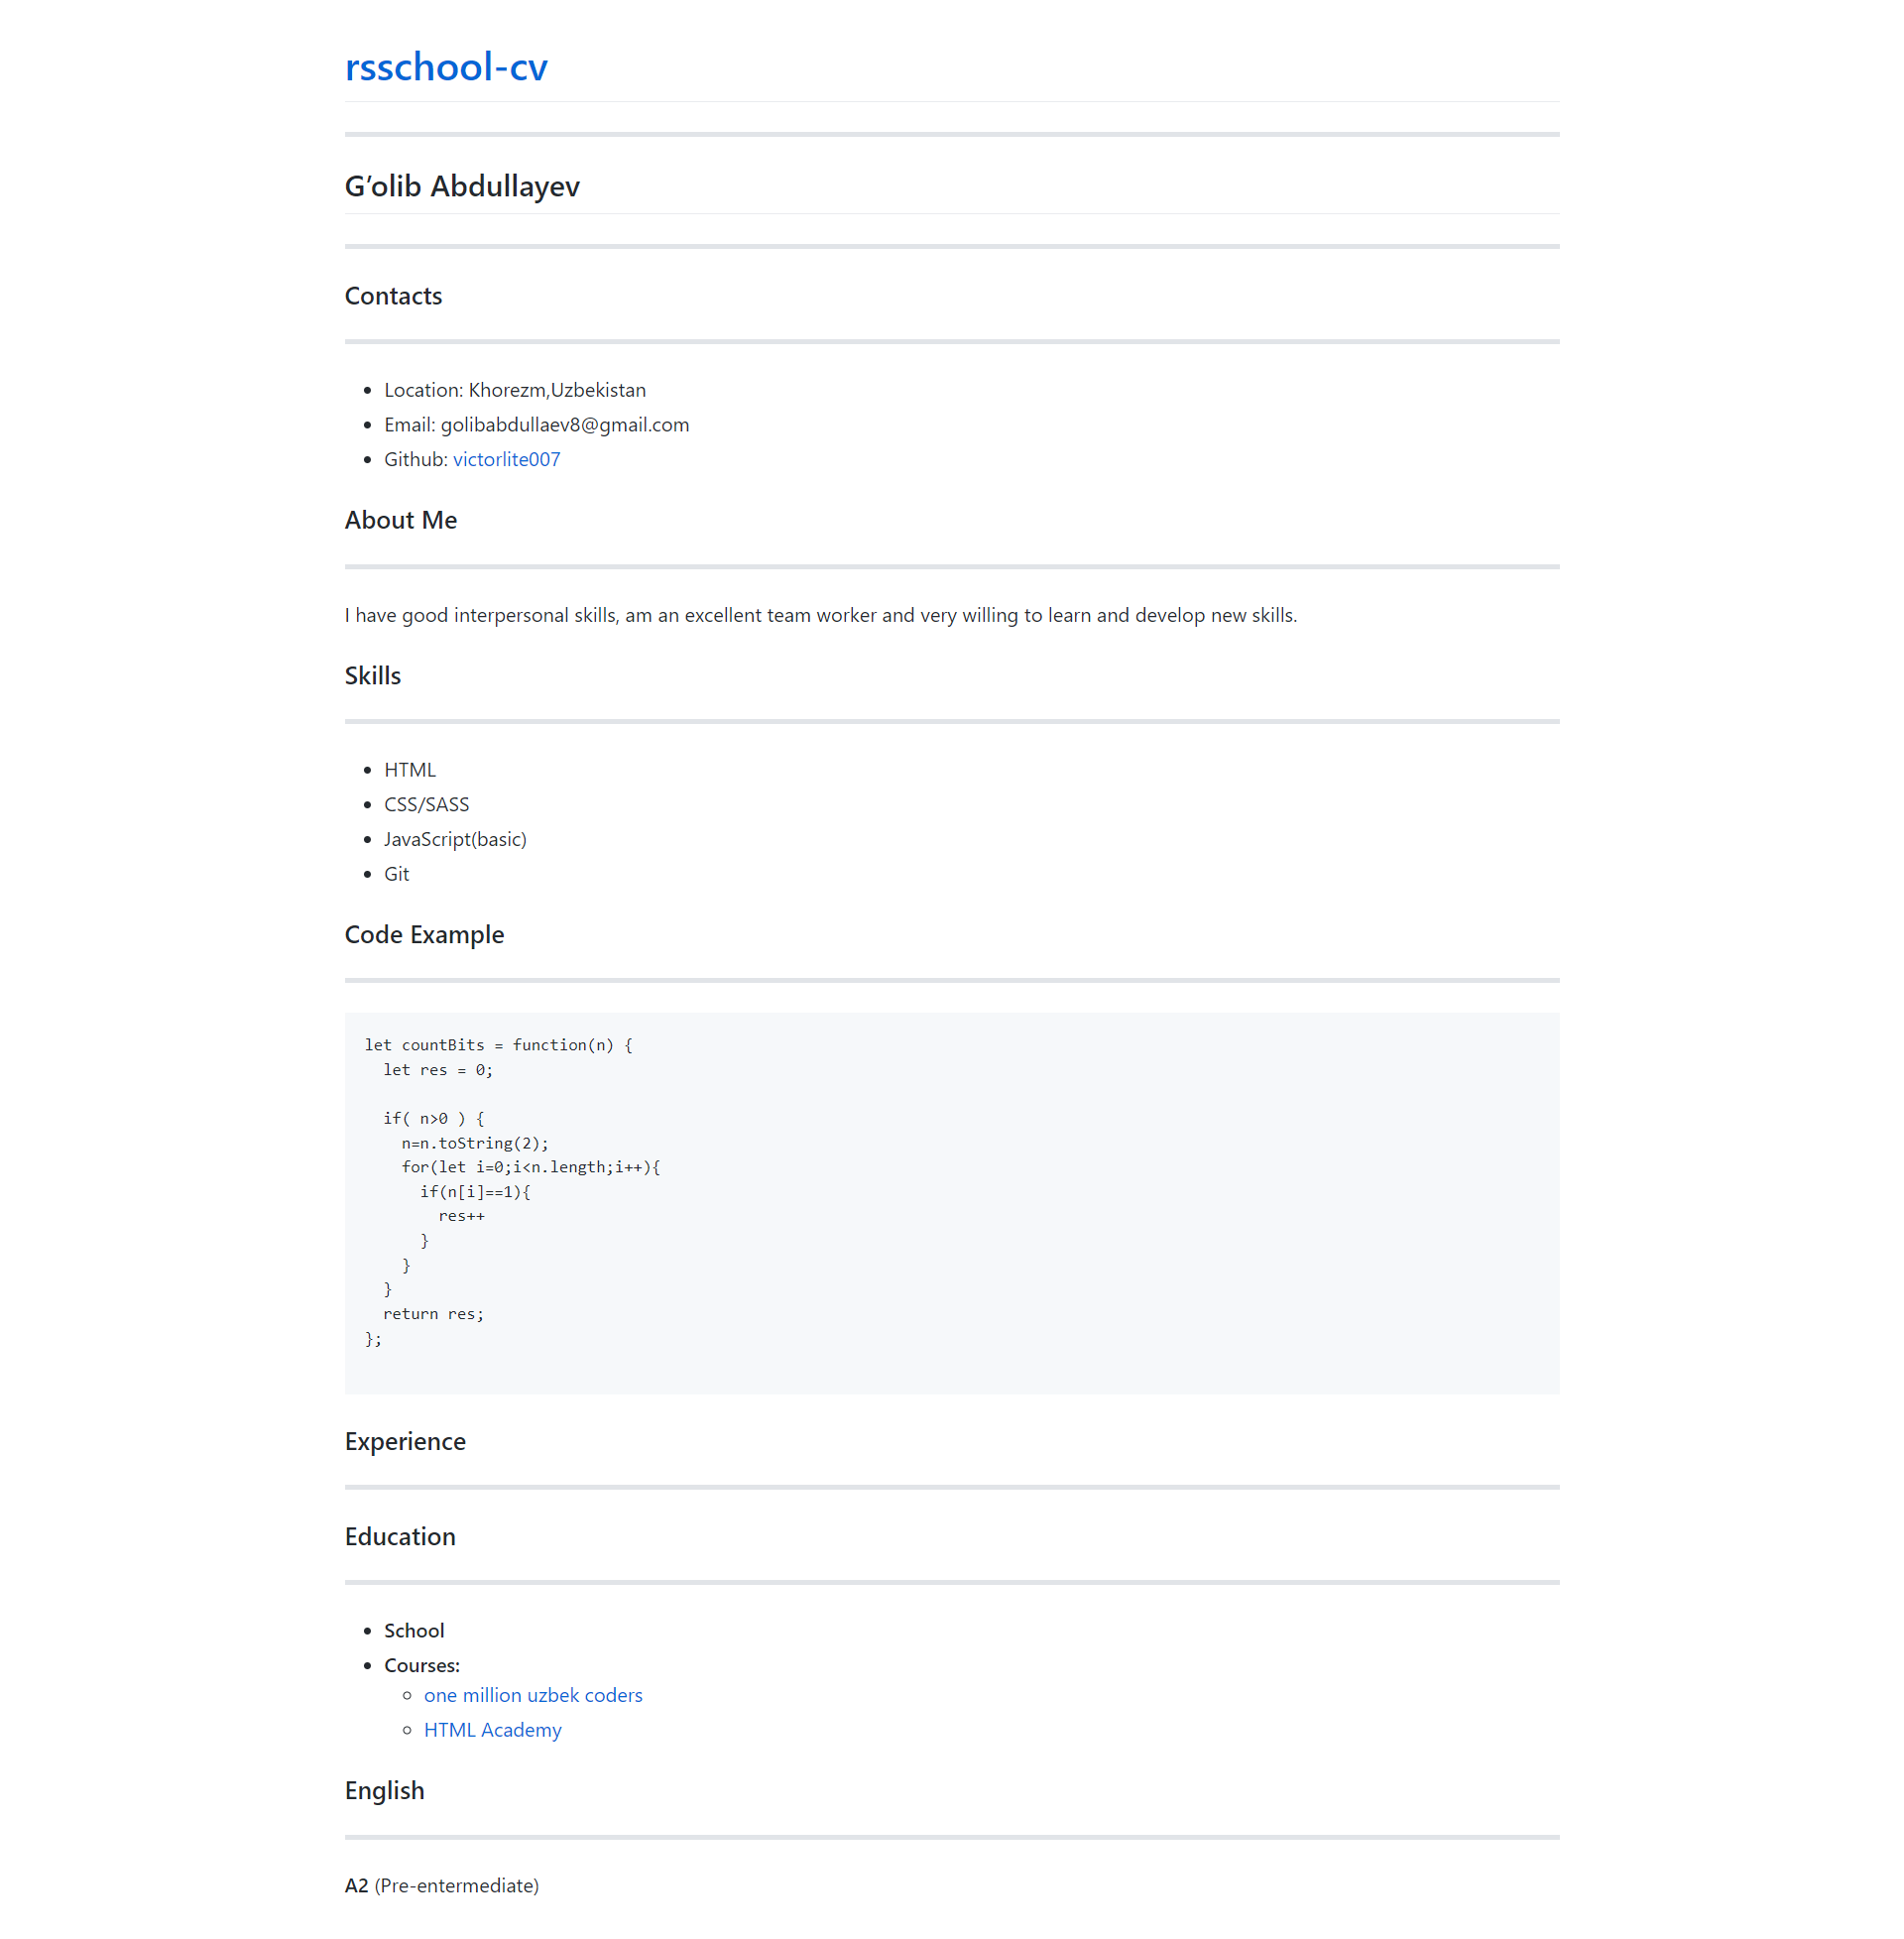 rsschool-cv
G’olib Abdullayev
Contacts
Location: Khorezm,Uzbekistan
Email: golibabdullaev8@gmail.com
Github: victorlite007
About Me
I have good interpersonal skills, am an excellent team worker and very willing to learn and develop new skills.
Skills
HTML
CSS/SASS
JavaScript(basic)
Git
Code Example
let countBits = function(n) {
  let res = 0;
  if( n>0 ) {
    n=n.toString(2);
    for(let i=0;i<n.length;i++){
      if(n[i]==1){
        res++
      }
    }
  }
  return res;
};
Experience
Education
School
Courses:
one million uzbek coders
HTML Academy
English
A2 (Pre-entermediate)